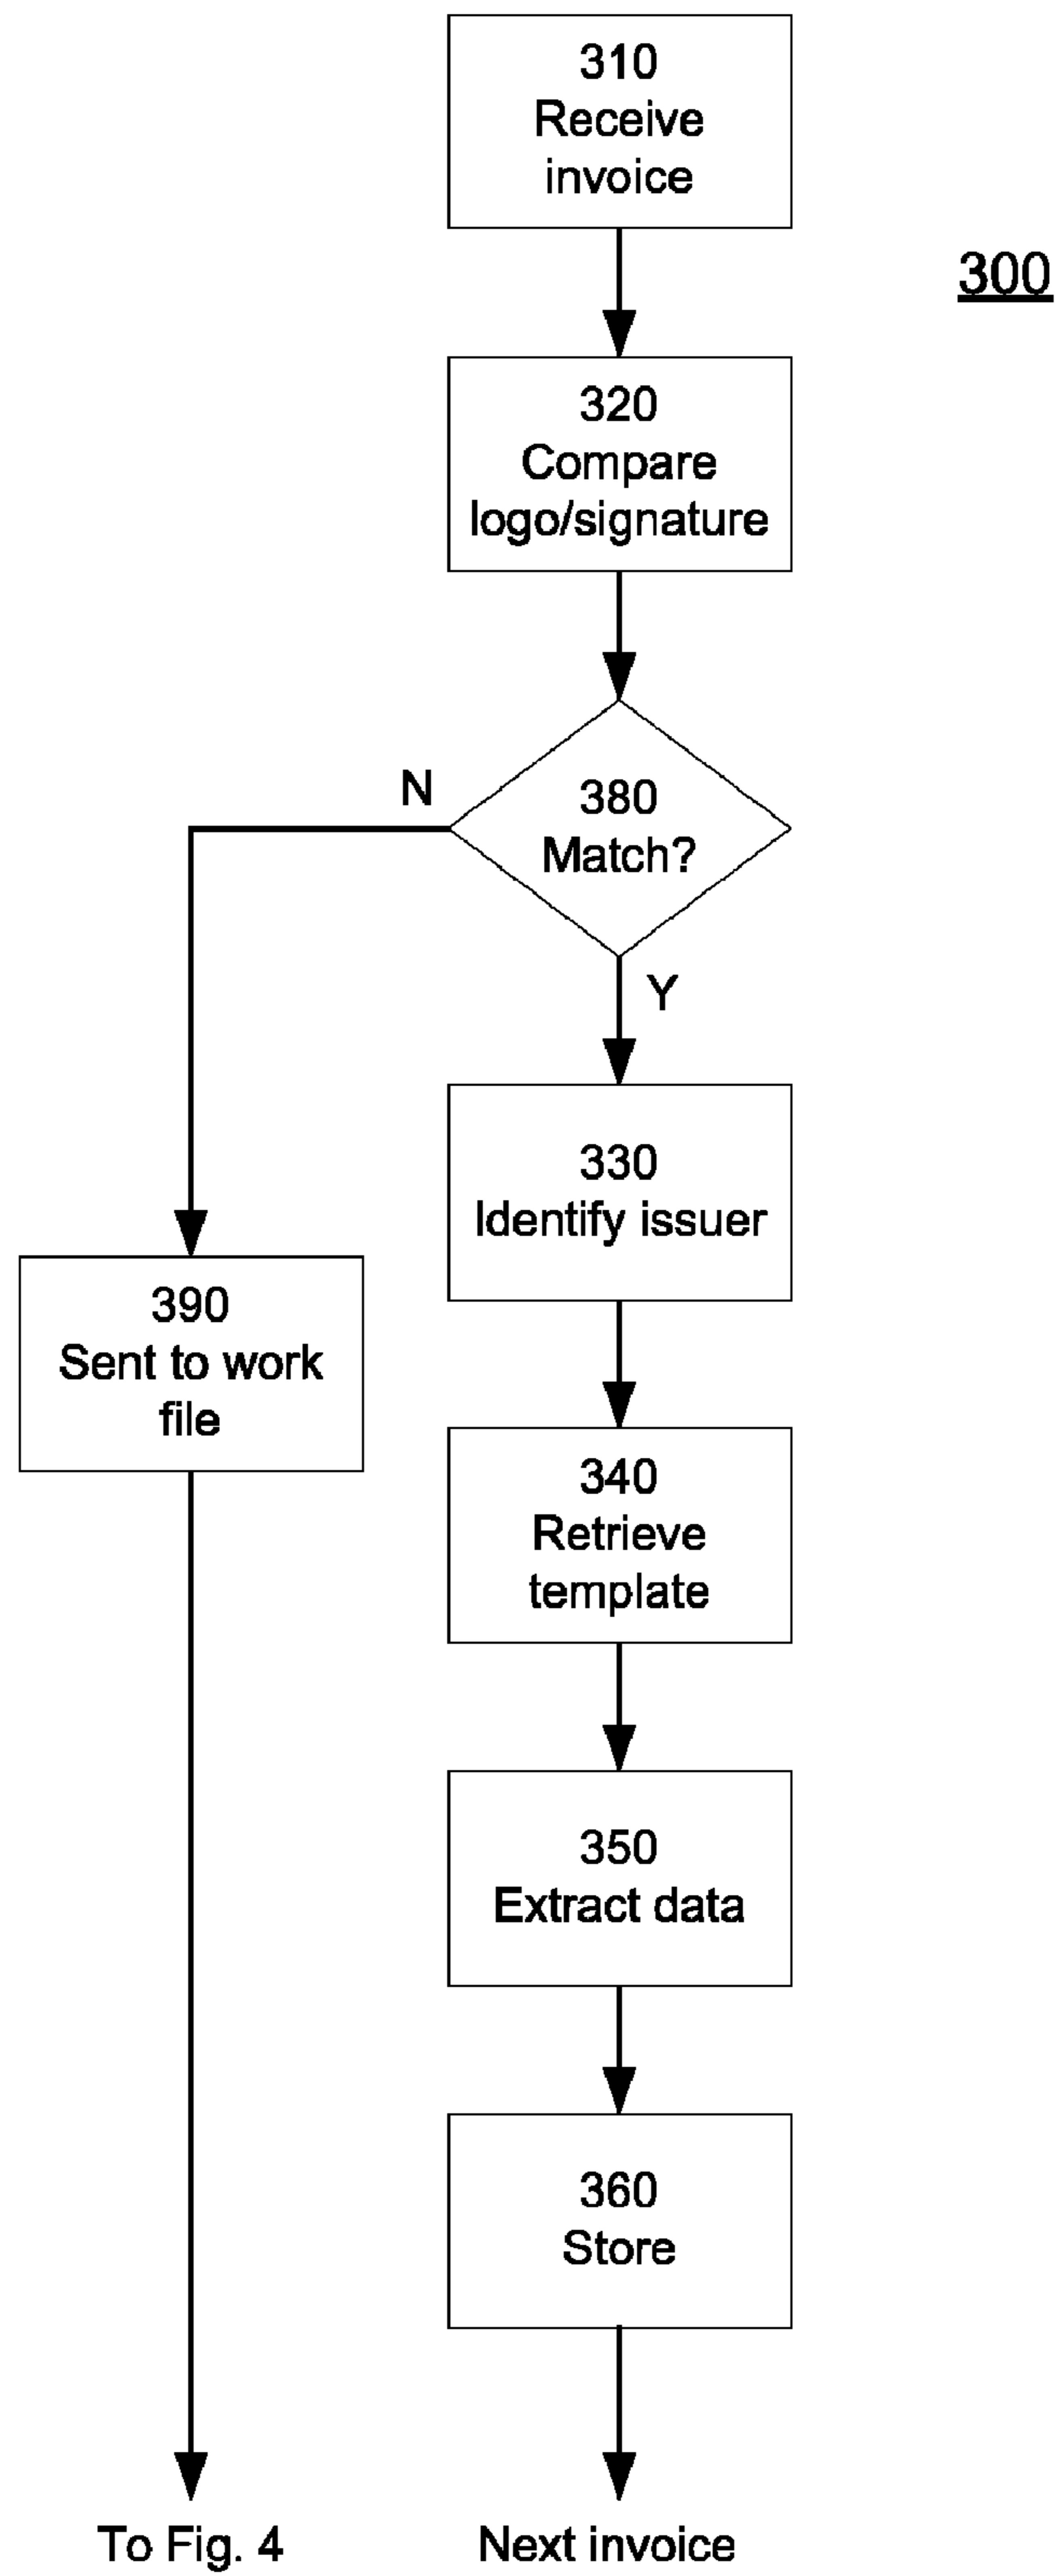 310
Receive
invoice
300
320
Compare
logo/signature
N
380
Match?
Y
330
Identify issuer
390
Sent to work
file
340
Retrieve
template
350
Extract data
360
Store
To Fig. 4
Next invoice